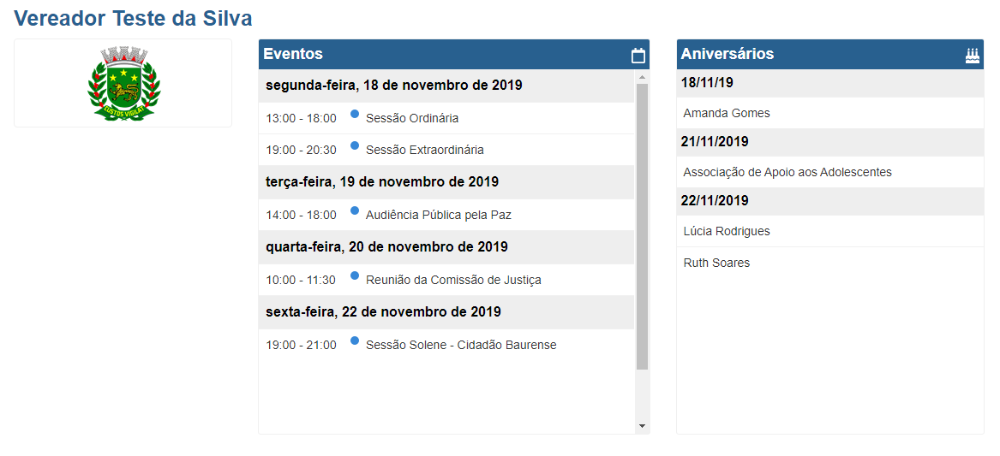 Vereador Teste da Silva
CUSTOS VIGILAT
Eventos
segunda-feira, 18 de novembro de 2019
13:00 - 18:00 Sessão Ordinária
19:00 - 20:30 Sessão Extraordinária
terça-feira, 19 de novembro de 2019
14:00 - 18:00 Audiência Pública pela Paz
quarta-feira, 20 de novembro de 2019
10:00 - 11:30 Reunião da Comissão de Justiça
sexta-feira, 22 de novembro de 2019
19:00 - 21:00 Sessão Solene - Cidadão Baurense
Aniversários
18/11/19
Amanda Gomes
21/11/2019
Associação de Apoio aos Adolescentes
22/11/2019
Lúcia Rodrigues
Ruth Soares